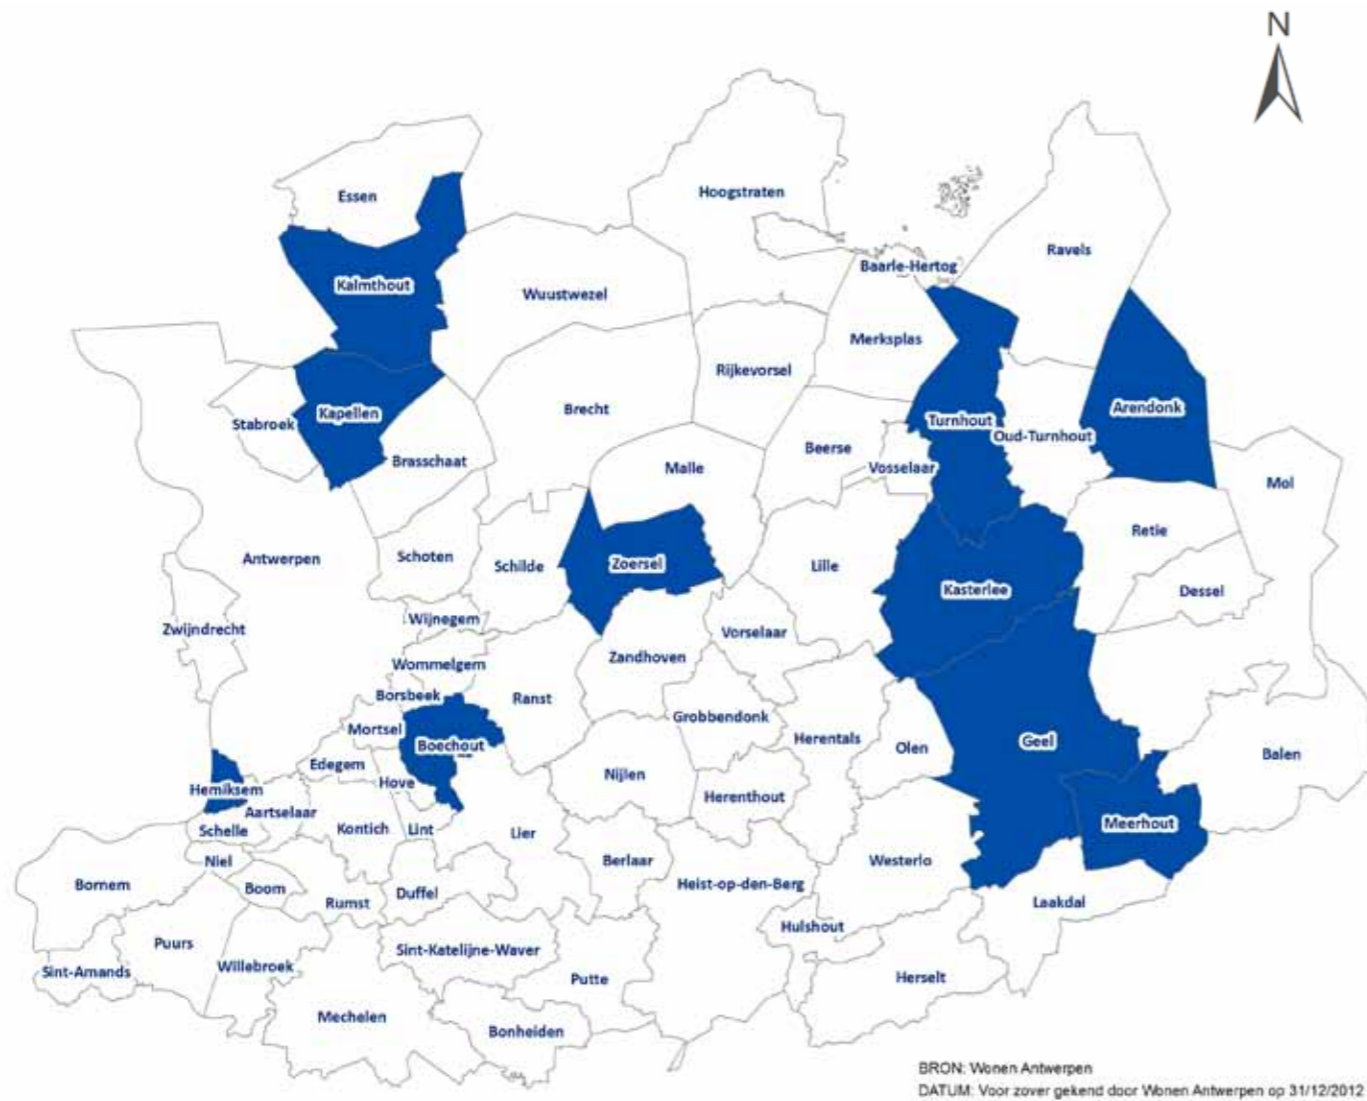 N
Essen
Hoogstraten
Ravels
Baarle-Hertog
Kalmthout
Wuustwezel
Merksplas
Rijkevorsel
Kapellen
Stabroek
Brecht
Turnhout
Arendonk
Oud-Turnhout
Beerse
Vosselaar
Brasschaat
Malle
Mol
Retie
Antwerpen
Schoten
Schilde
Zoersel
Lille
Kasterlee
Dessel
Wijnegem
Zwijndrecht
Vorselaar
Wommelgem
Zandhoven
Borsbeek
Ranst
Grobbendonk
Mortsel
Boechout
Herentals
Olen
Geel
Balen
Edegem
Hove
Nijlen
Hemiksem
Herenthout
Aartselaar
Schelle
Kontich
Lint
Lier
Meerhout
Niel
Berlaar
Westerlo
Bornem
Boom
Duffel
Heist-op-den-Berg
Rumst
Laakdal
Hulshout
Puurs
Sint-Katelijne-Waver
Willebroek
Sint-Amands
Putte
Herselt
Mechelen
Bonheiden
BRON: Wonen Antwerpen
DATUM: Voor zover gekend door Wonen Antwerpen op 31/12/2012